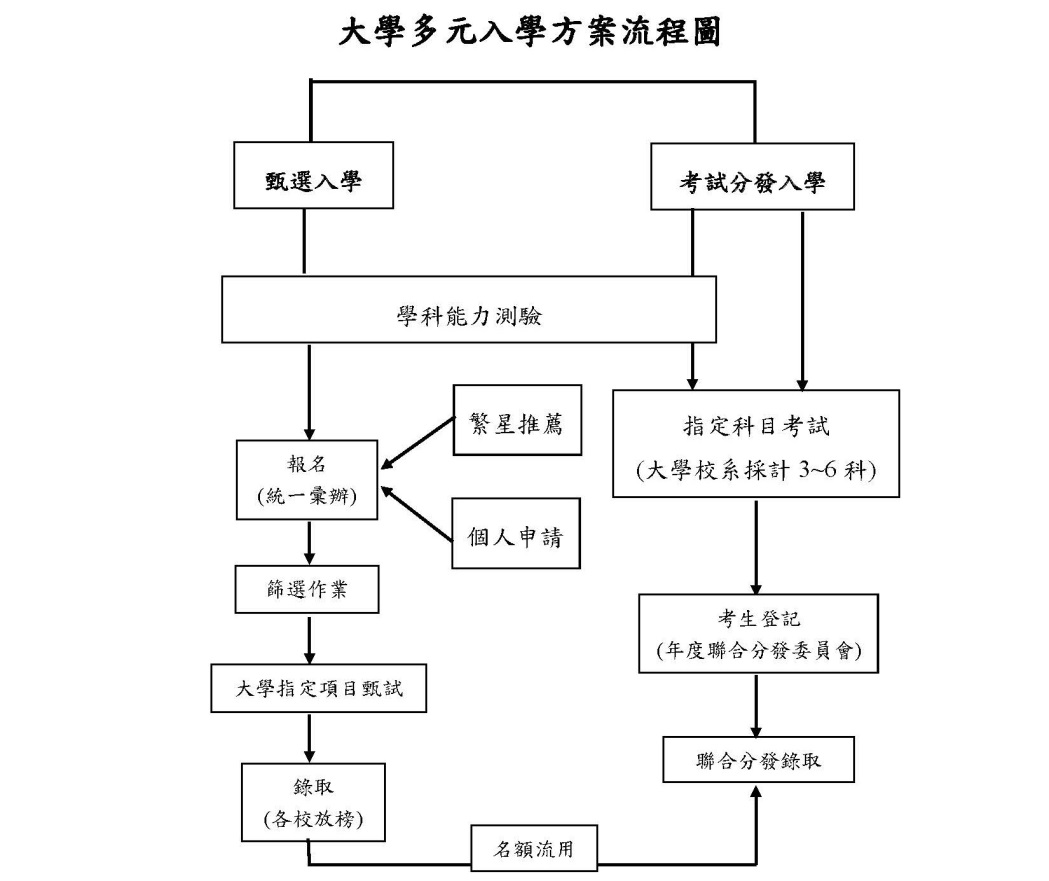 大學多元入學方案流程圖
甄選入學
考試分發入學
學科能力測驗
繁星推薦
指定科目考試
(大學校系採計 3~6 科)
報名
(統一彙辦)
個人申請
篩選作業
考生登記
(年度聯合分發委員會)
大學指定項目甄試
聯合分發錄取
錄取
(各校放榜)
名額流用